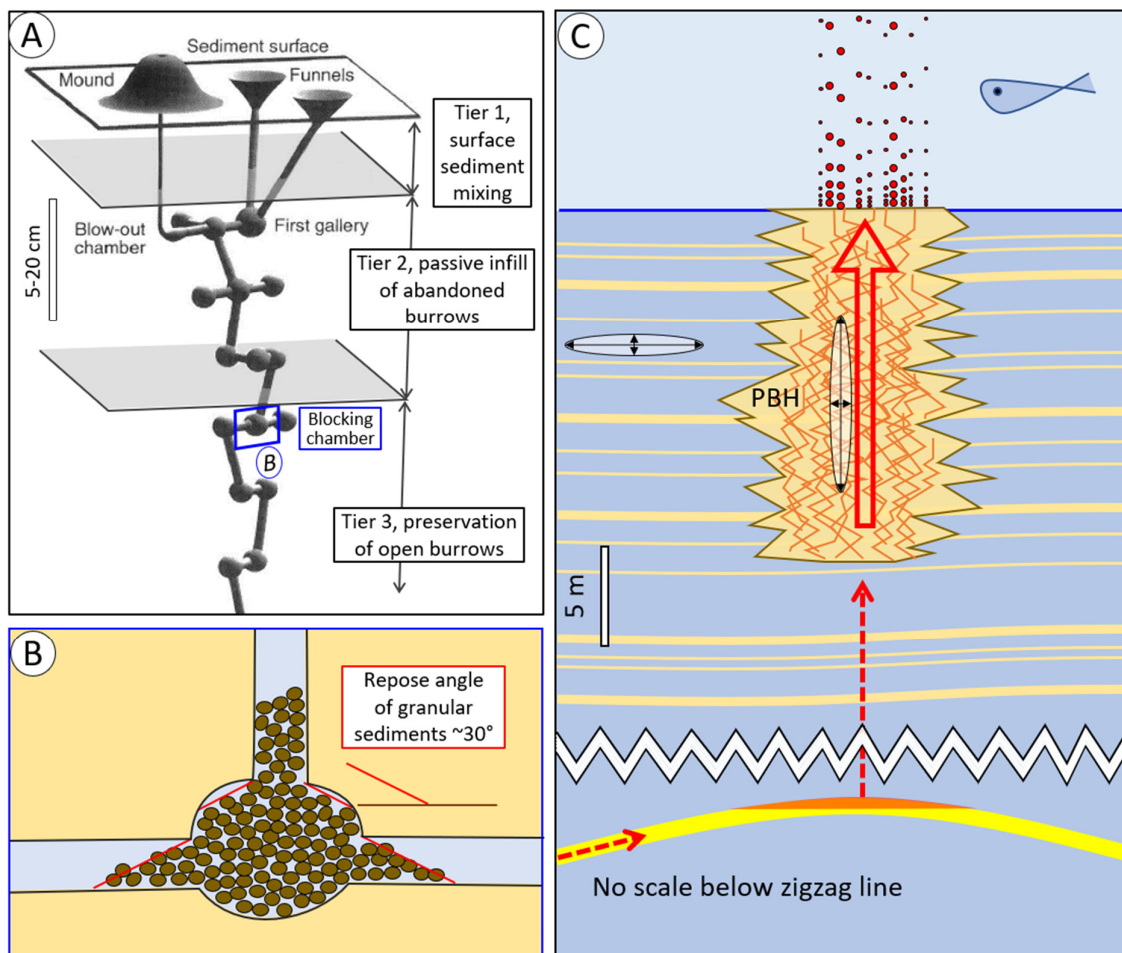 A
Sediment surface
Mound
Funnels
Tier 1,
surface
sediment
mixing
Blow-out
chamber
First gallery
5-20 cm
Tier 2, passive infill
of abandoned
burrows
Blocking
chamber
B
Tier 3, preservation
of open burrows
B
Repose angle
of granular
sediments ~30°
C
PBH
5 m
No scale below zigzag line